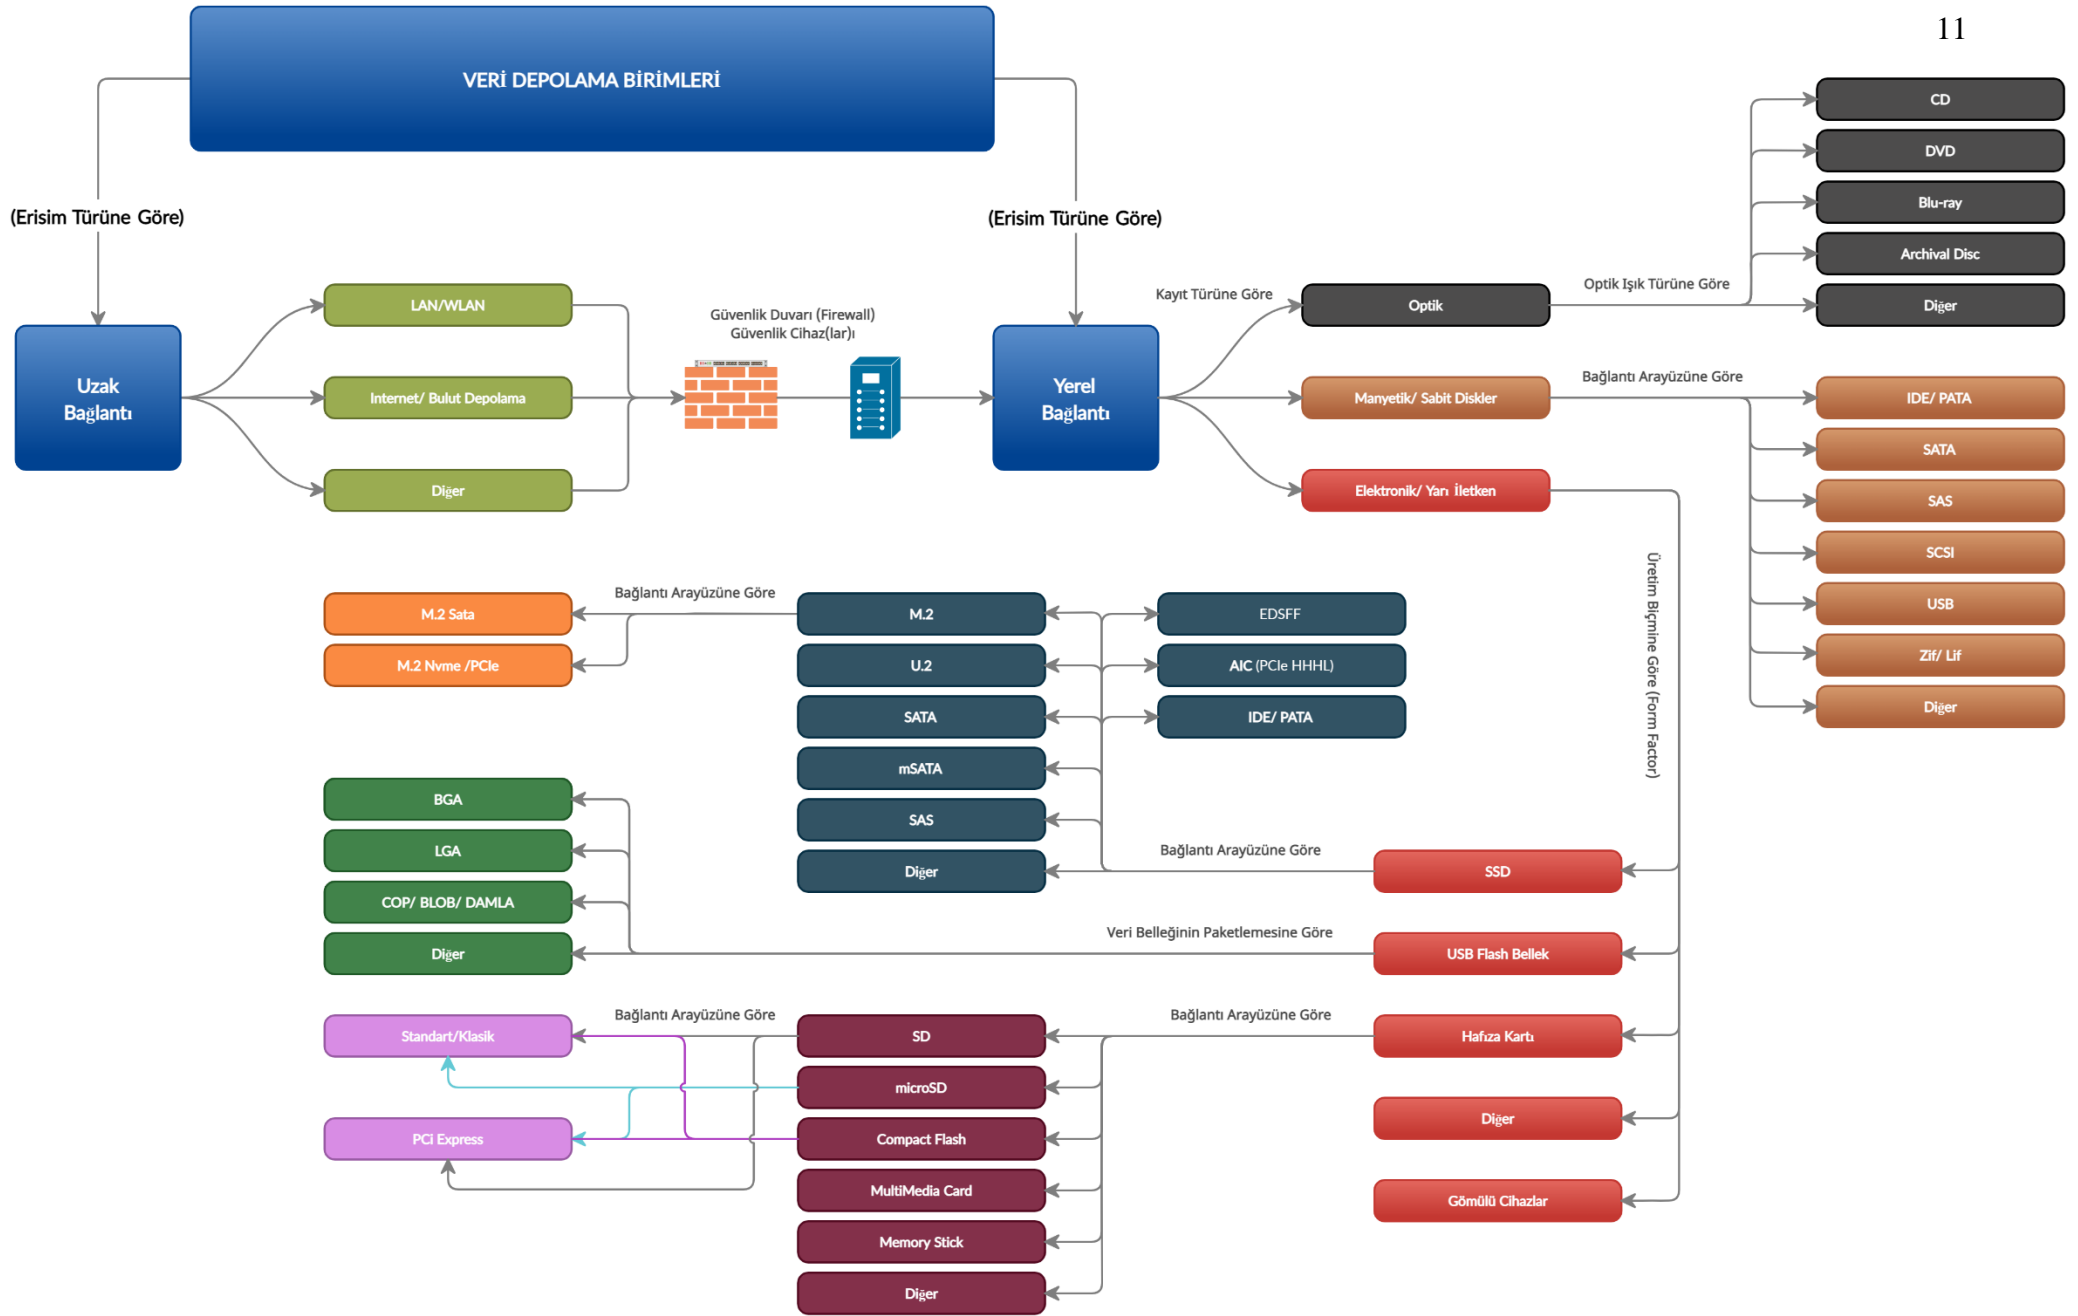 11
VERİ DEPOLAMA BİRİMLERİ
(Erisim Türüne Göre)
(Erisim Türüne Göre)
Uzak
Bağlantı
LAN/WLAN
Internet/ Bulut Depolama
Diğer
Güvenlik Duvarı (Firewall)
Güvenlik Cihaz(lar)ı
Yerel
Bağlantı
Kayıt Türüne Göre
Optik
Manyetik/ Sabit Diskler
Elektronik/ Yarı İletken
Optik Işık Türüne Göre
CD
DVD
Blu-ray
Archival Disc
Diğer
Bağlantı Arayüzüne Göre
IDE/ PATA
SATA
SAS
SCSI
USB
Zif/ Lif
Diğer
Üretim Biçmine Göre (Form Factor)
Bağlantı Arayüzüne Göre
M.2 Sata
M.2 Nvme /PCIe
M.2
U.2
SATA
mSATA
SAS
Diğer
EDSFF
AIC (PCIe HHHL)
IDE/ PATA
Bağlantı Arayüzüne Göre
SSD
BGA
LGA
COP/ BLOB/ DAMLA
Diğer
Veri Belleğinin Paketlemesine Göre
USB Flash Bellek
Standart/Klasik
PCi Express
Bağlantı Arayüzüne Göre
SD
microSD
Compact Flash
MultiMedia Card
Memory Stick
Diğer
Bağlantı Arayüzüne Göre
Hafıza Kartı
Diğer
Gömülü Cihazlar